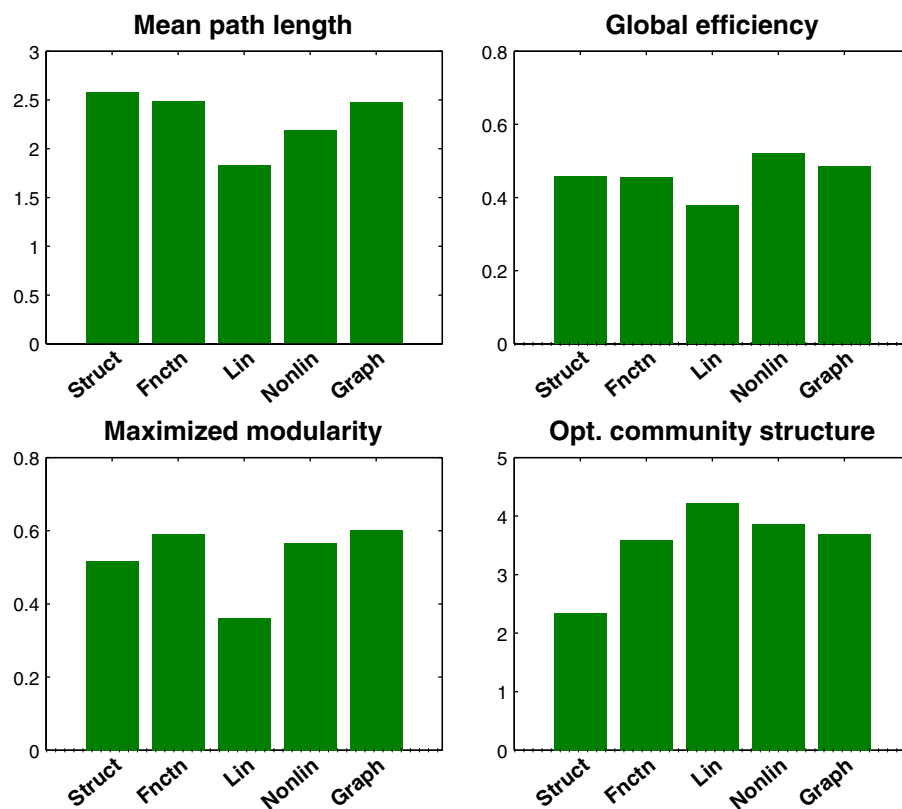 Mean path length
3
2.5
2
1.5
1
0.5
0
Struct Fnctn Lin Nonlin Graph
Global efficiency
0.8
0.6
0.4
0.2
0
Struct Fnctn Lin Nonlin Graph
Maximized modularity
0.8
0.6
0.4
0.2
0
Struct Fnctn Lin Nonlin Graph
Opt. community structure
5
4
3
2
1
0
Struct Fnctn Lin Nonlin Graph